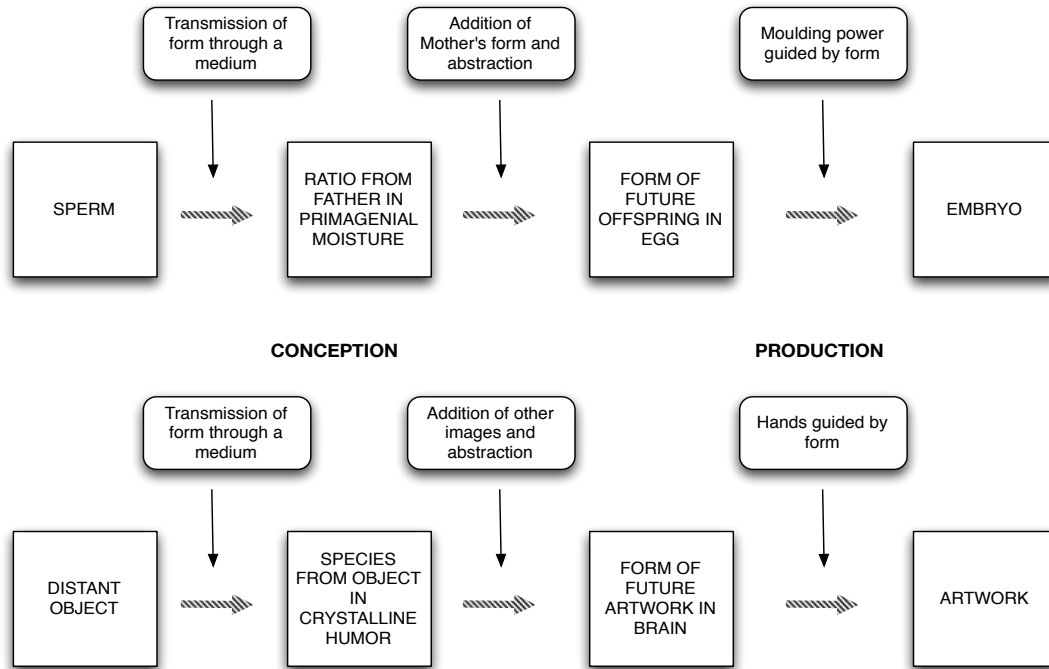 Transmission of
form through a
medium
Addition of
Mother's form and
abstraction
Moulding power
guided by form
SPERM
RATIO FROM
FATHER IN
PRIMAGENIAL
MOISTURE
FORM OF
FUTURE
OFFSPRING IN
EGG
EMBRYO
CONCEPTION
PRODUCTION
Transmission of
form through a
medium
Addition of other
images and
abstraction
Hands guided by
form
DISTANT
OBJECT
SPECIES
FROM OBJECT
IN
CRYSTALLINE
HUMOR
FORM OF
FUTURE
ARTWORK IN
BRAIN
ARTWORK